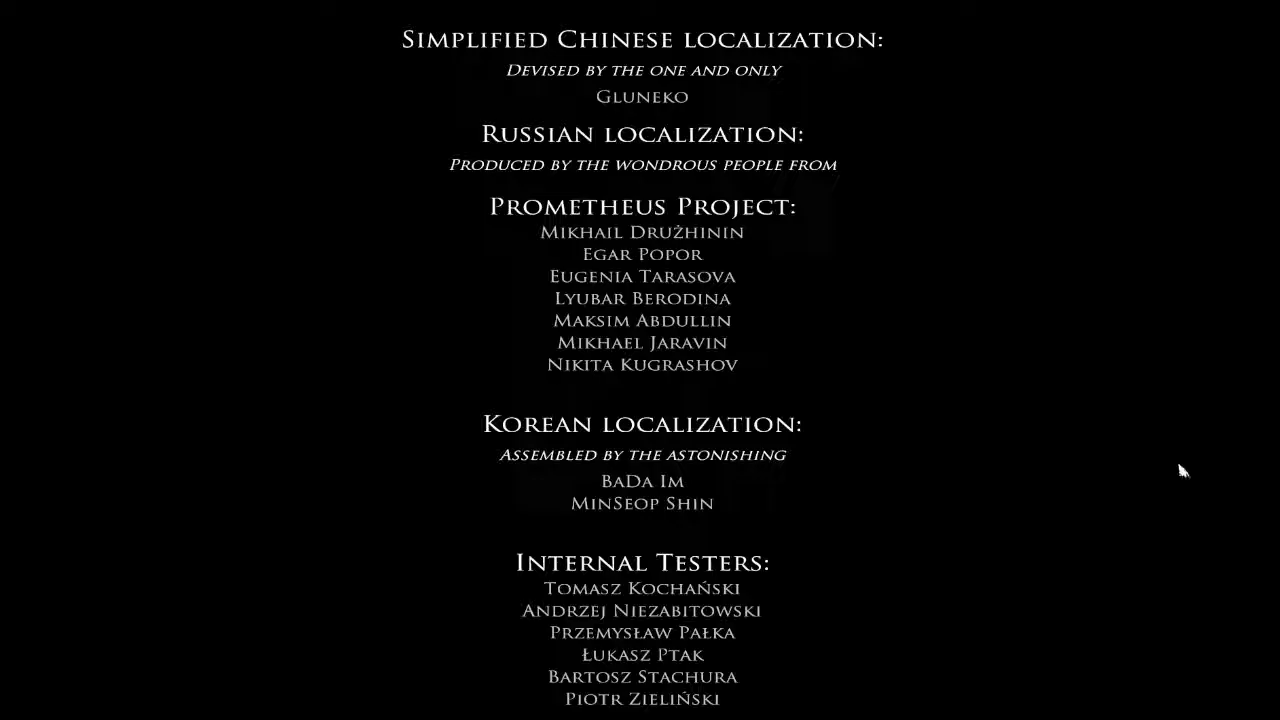 Simplified Chinese localization:
Devised by the one and only
Gluneko
Russian localization:
Produced by the wondrous people from
Prometheus Project:
Mikhail Drużhinin
Egar Popor
Eugenia Tarasova
Lyubar Berodina
Maksim Abdullin
Mikhael Jaravin
Nikita Kugrashov
Korean localization:
Assembled by the astonishing
BaDa Im
MinSeop Shin
Internal Testers:
Tomasz Kochański
Andrzej Niezabitowski
Przemysław Pałka
Łukasz Ptak
Bartosz Stachura
Piotr Zieliński